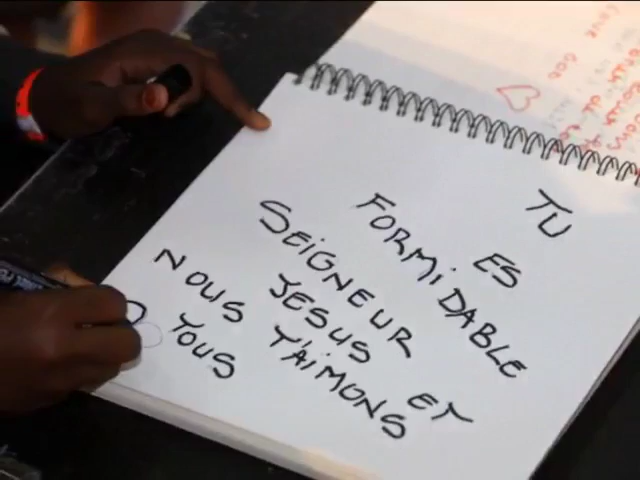 TU
ES
FORMIDABLE
SEIGNEUR
JESUS ET
NOUS T'AIMONS
TOUS